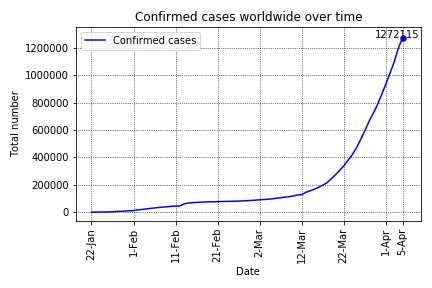 Confirmed cases worldwide over time
1272115
Confirmed cases
1200000
1000000
800000
600000
400000
200000
0
Total number
22-Jan
1-Feb
11-Feb
21-Feb
2-Mar
12-Mar
22-Mar
1-Apr
5-Apr
Date